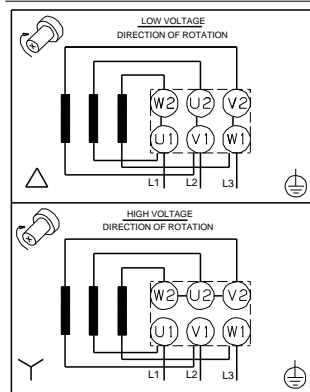 LOW VOLTAGE
DIRECTION OF ROTATION
W2 U2 V2
U1 V1 W1
L1 L2 L3
HIGH VOLTAGE
DIRECTION OF ROTATION
W2 U2 V2
U1 V1 W1
L1 L2 L3